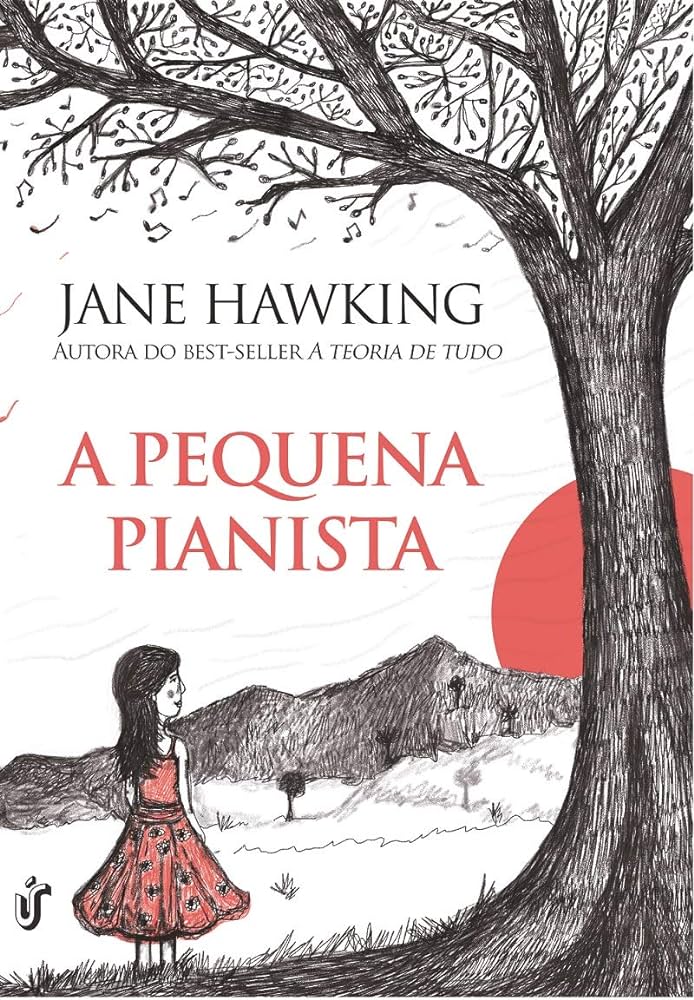 JANE HAWKING
AUTORA DO BEST-SELLER A TEORIA DE TUDO
A PEQUENA
PIANISTA